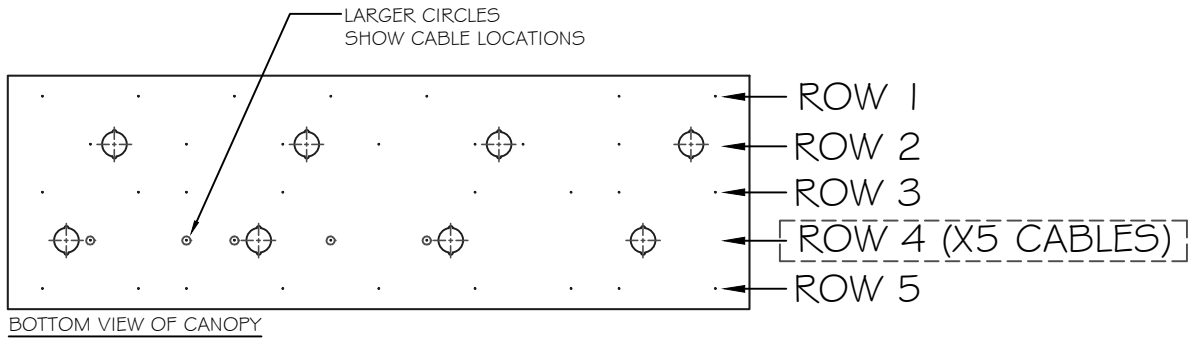 LARGER CIRCLES
SHOW CABLE LOCATIONS
ROW 1
ROW 2
ROW 3
ROW 4 (X5 CABLES)
ROW 5
BOTTOM VIEW OF CANOPY